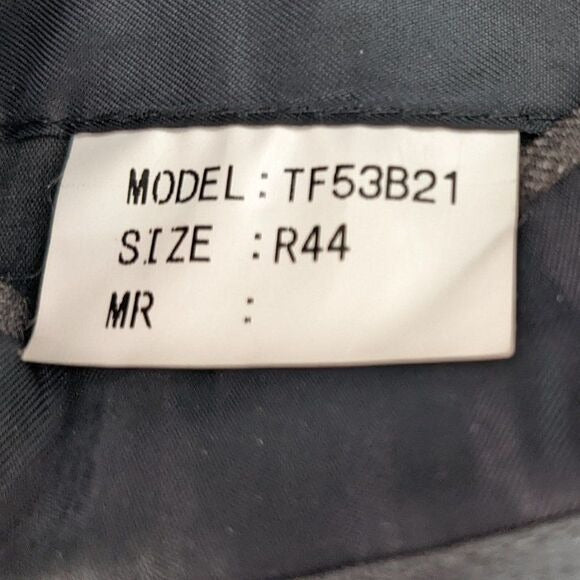 MODEL: TF53B21
SIZE : R44
MR :